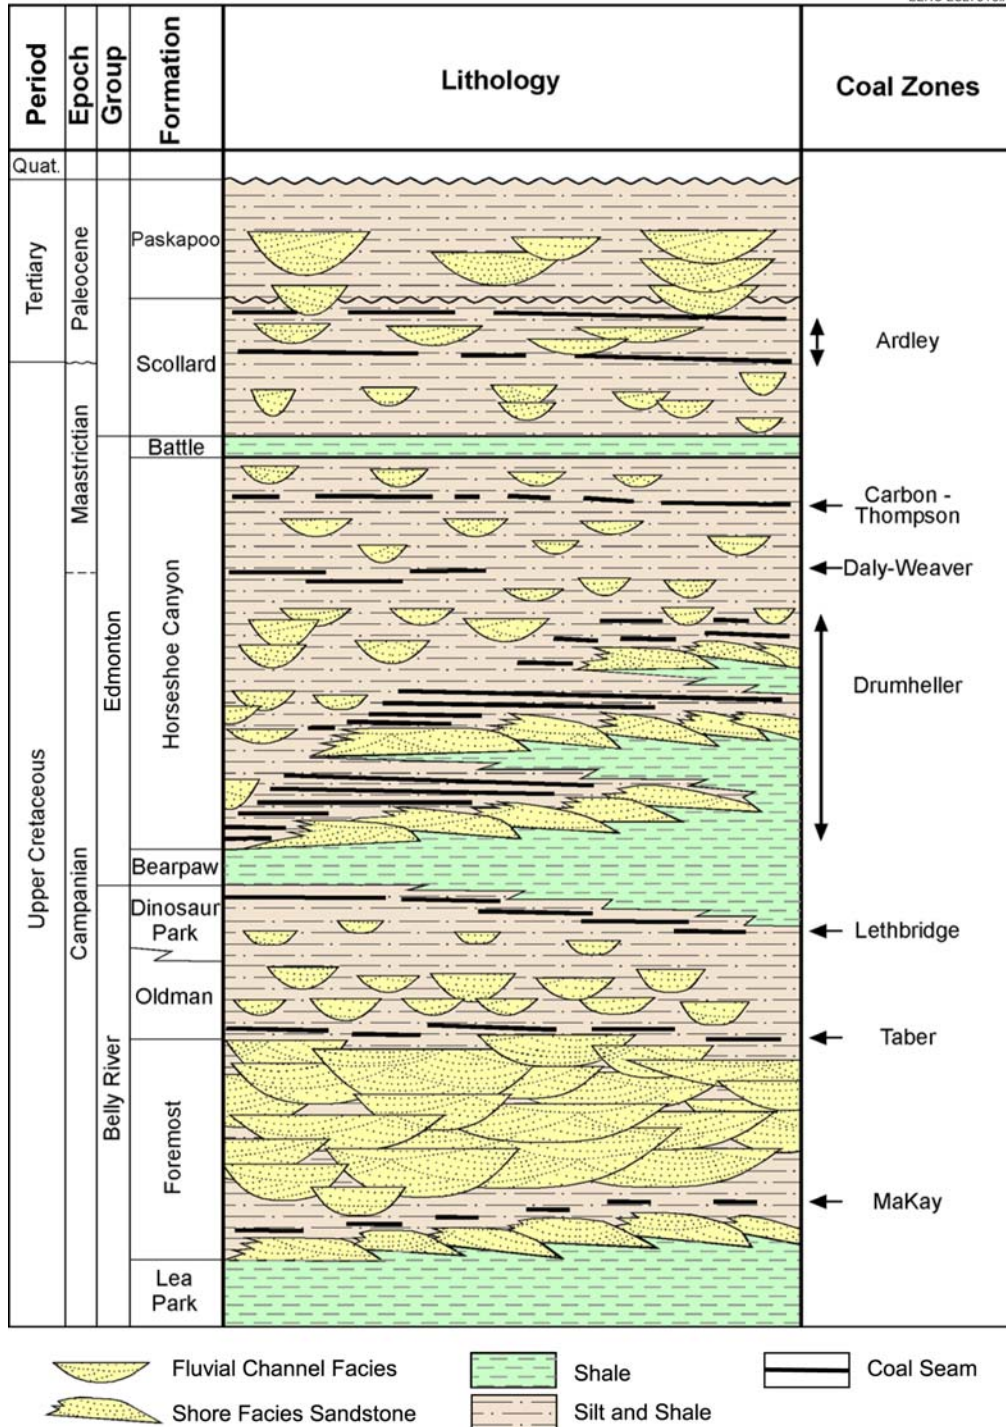 Period
Epoch
Group
Formation
Lithology
Coal Zones
Quat.
Tertiary
Upper Cretaceous
Paleocene
Maastrictian
Campanian
Edmonton
Belly River
Paskapoo
Scollard
Battle
Horseshoe Canyon
Bearpaw
Dinosaur
Park
Oldman
Foremost
Lea
Park
Ardley
Carbon -
Thompson
Daly-Weaver
Drumheller
Lethbridge
Taber
MaKay
Fluvial Channel Facies
Shale
Coal Seam
Shore Facies Sandstone
Silt and Shale